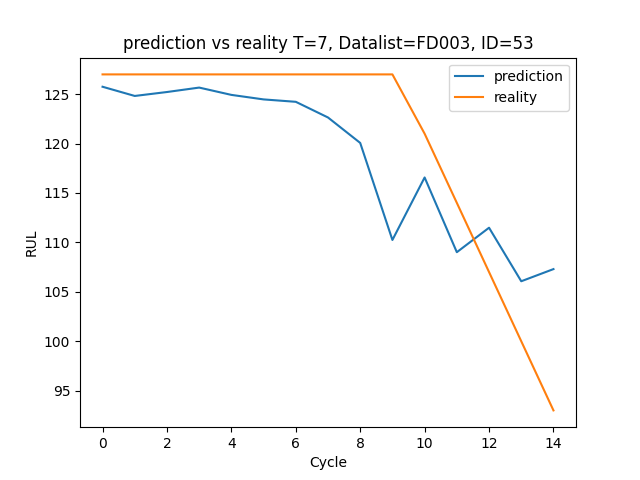 prediction vs reality T=7, Datalist=FD003, ID=53
prediction
reality
RUL
125
120
115
110
105
100
95
0 2 4 6 8 10 12 14
Cycle